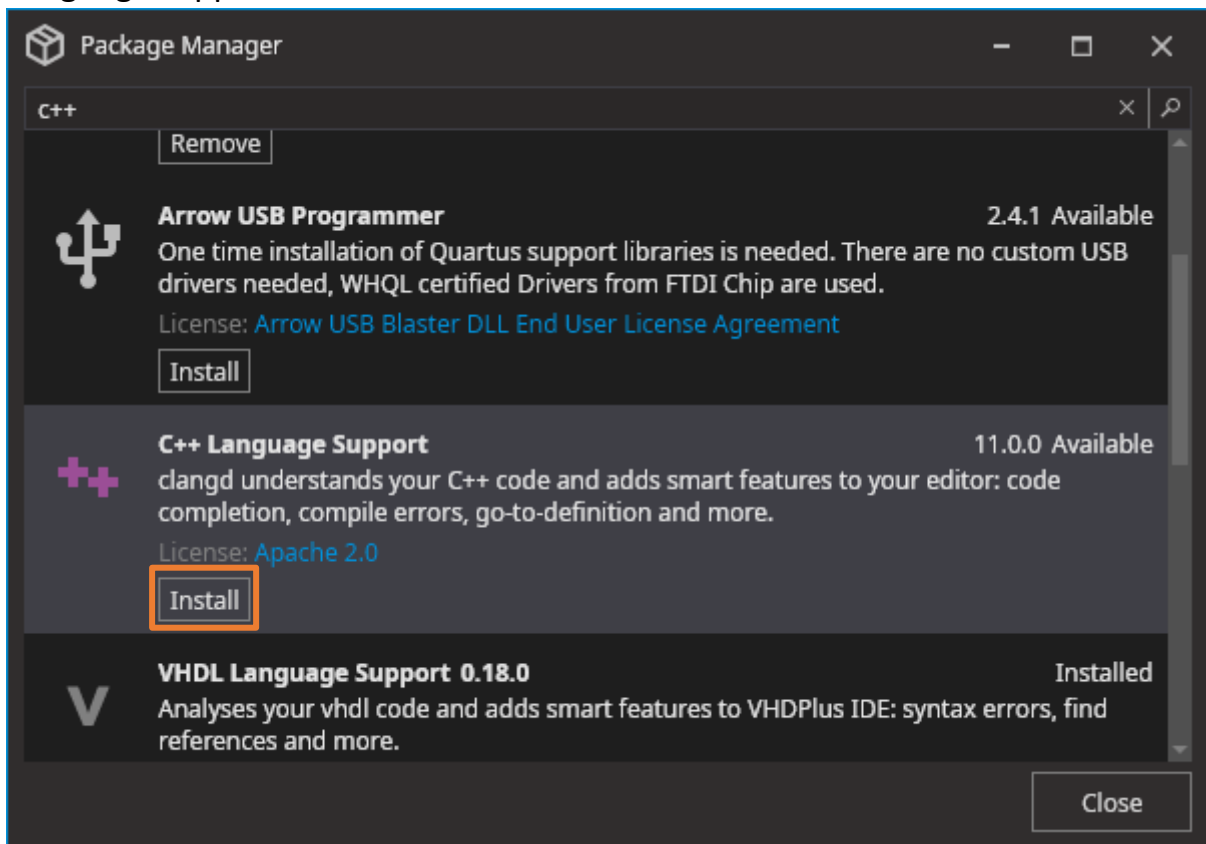 Package Manager
C++
Remove
Arrow USB Programmer 2.4.1 Available
One time installation of Quartus support libraries is needed. There are no custom USB
drivers needed, WHQL certified Drivers from FTDI Chip are used.
License: Arrow USB Blaster DLL End User License Agreement
Install
C++ Language Support 11.0.0 Available
clangd understands your C++ code and adds smart features to your editor: code
completion, compile errors, go-to-definition and more.
License: Apache 2.0
Install
VHDL Language Support 0.18.0 Installed
Analyses your vhdl code and adds smart features to VHDPlus IDE: syntax errors, find
references and more.
Close